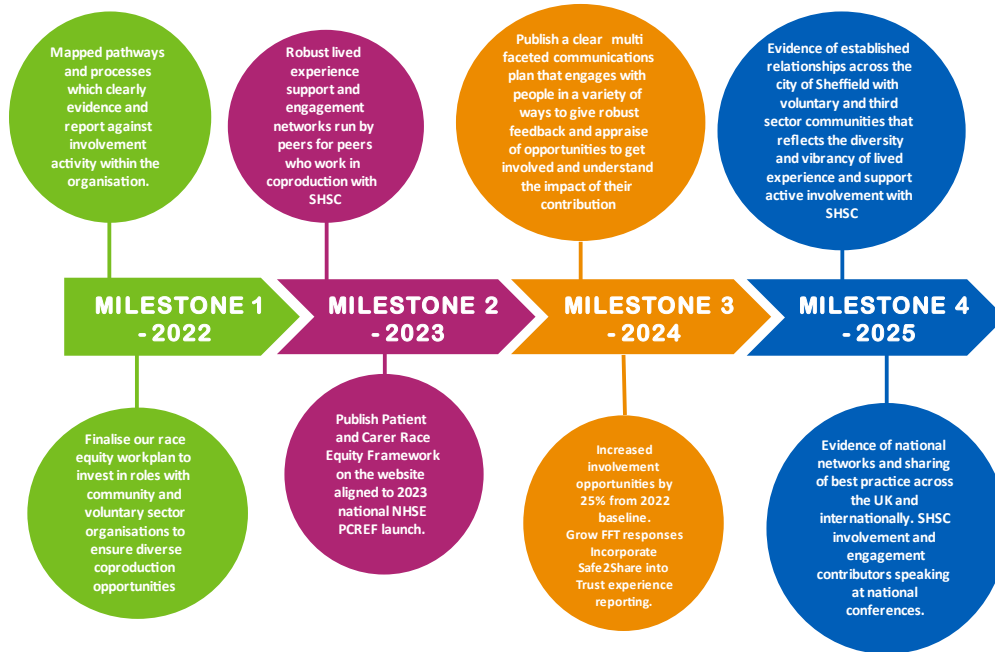 Mapped pathways
and processes
which clearly
evidence and
report against
involvement
activity within the
organisation.
Robust lived
experience
support and
engagement
networks run by
peers for peers
who work in
coproduction with
SHSC
Publish a clear multi
faceted communications
plan that engages with
people in a variety of
ways to give robust
feedback and appraise
of opportunities to get
involved and understand
the impact of their
contribution
Evidence of established
relationships across the
city of Sheffield with
voluntary and third
sector communities that
reflects the diversity
and vibrancy of lived
experience and support
active involvement with
SHSC
MILESTONE 1
- 2022
MILESTONE 2
- 2023
MILESTONE 3
- 2024
MILESTONE 4
- 2025
Finalise our race
equity workplan to
invest in roles with
community and
voluntary sector
organisations to
ensure diverse
coproduction
opportunities
Publish Patient
and Carer Race
Equity Framework
on the website
aligned to 2023
national NHSE
PCREF launch.
Increased
involvement
opportunities by
25% from 2022
baseline.
Grow FFT responses
Incorporate
Safe2Share into
Trust experience
reporting.
Evidence of national
networks and sharing
of best practice across
the UK and
internationally. SHSC
involvement and
engagement
contributors speaking
at national
conferences.